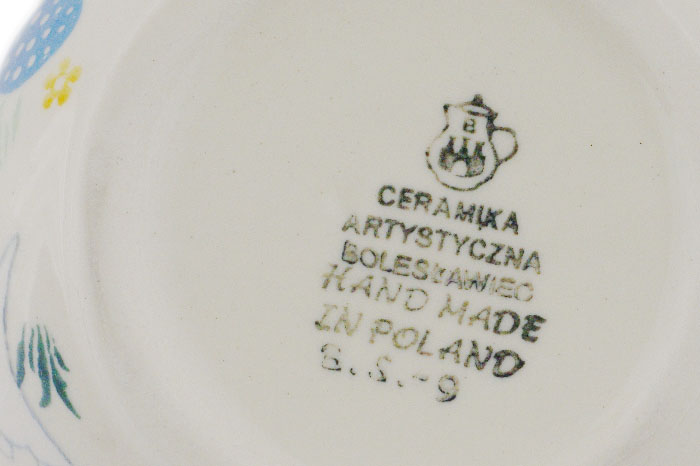 B
CERAMIKA
ARTYSTYCZNA
BOLESŁAWIEC
HAND MADE
IN POLAND